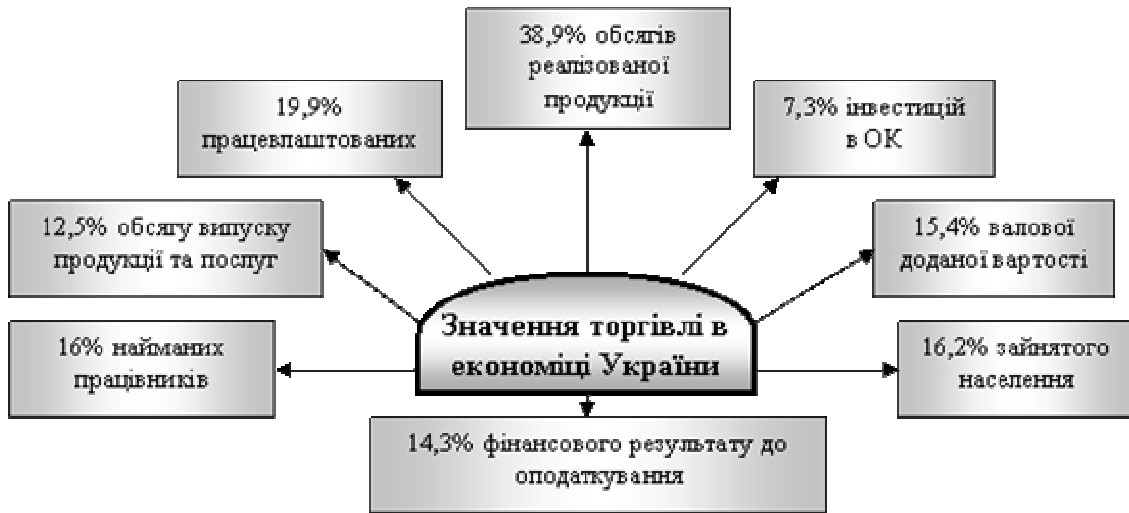 38,9% обсягів
реалізованої
продукції
19,9%
працевлаштованих
7,3% інвестицій
в ОК
12,5% обсягу випуску
продукції та послуг
15,4% валової
доданої вартості
Значення торгівлі в
економіці України
16% найманих
працівників
16,2% зайнятого
населення
14,3% фінансового результату до
оподаткування